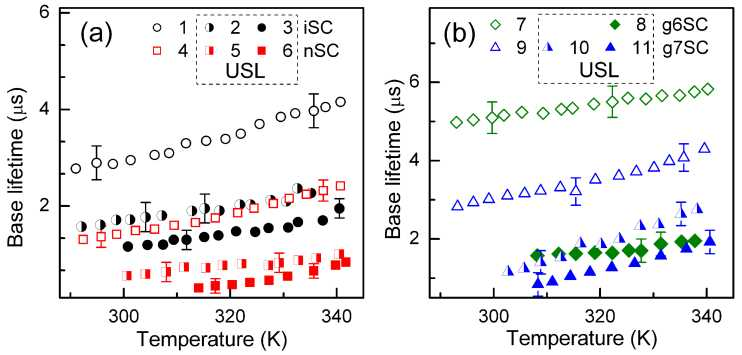 (a) 1 2 3 iSC
4 5 6 nSC
USL
6
4
2
Base lifetime (μs)
300 320 340
Temperature (K)
(b) 7 8 g6SC
9 10 11 g7SC
USL
6
4
2
Base lifetime (μs)
300 320 340
Temperature (K)